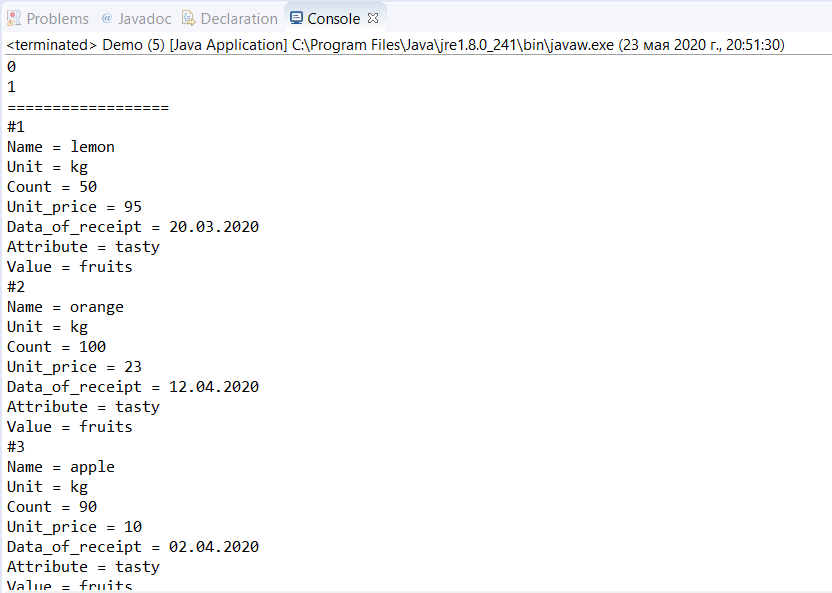 Problems @ Javadoc Declaration Console
<terminated> Demo (5) [Java Application] C:\Program Files\Java\jre1.8.0_241\bin\javaw.exe (23 мая 2020 г., 20:51:30)
0
1
==================
#1
Name = lemon
Unit = kg
Count = 50
Unit_price = 95
Data_of_receipt = 20.03.2020
Attribute = tasty
Value = fruits
#2
Name = orange
Unit = kg
Count = 100
Unit_price = 23
Data_of_receipt = 12.04.2020
Attribute = tasty
Value = fruits
#3
Name = apple
Unit = kg
Count = 90
Unit_price = 10
Data_of_receipt = 02.04.2020
Attribute = tasty
Value = fruits